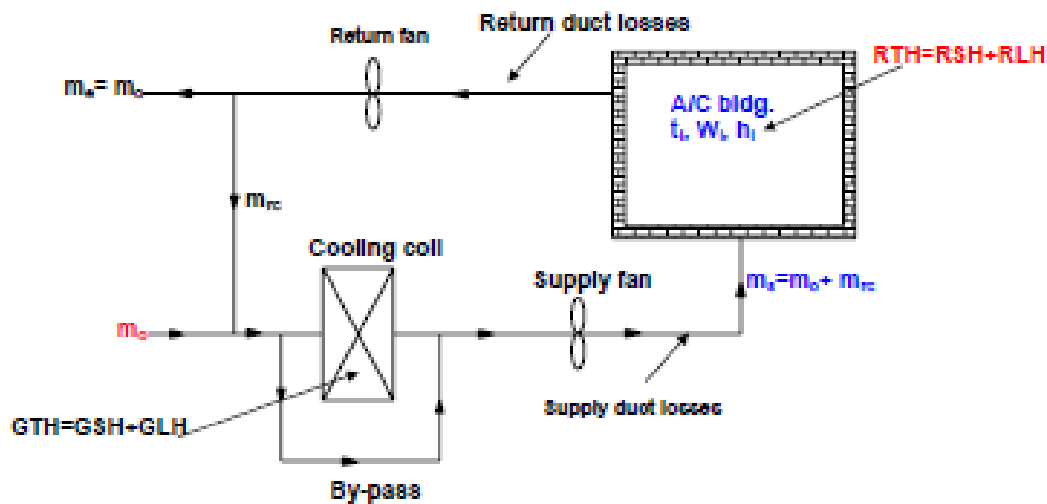 Return duct losses
Return fan
RTH=RSH+RLH
mₑ= mₒ
A/C bldg.
tᵢ, Wᵢ, hᵢ
mᵣc
Cooling coil
Supply fan
mₛ=mₒ+ mᵣc
mₒ
Supply duct losses
GTH=GSH+GLH
By-pass